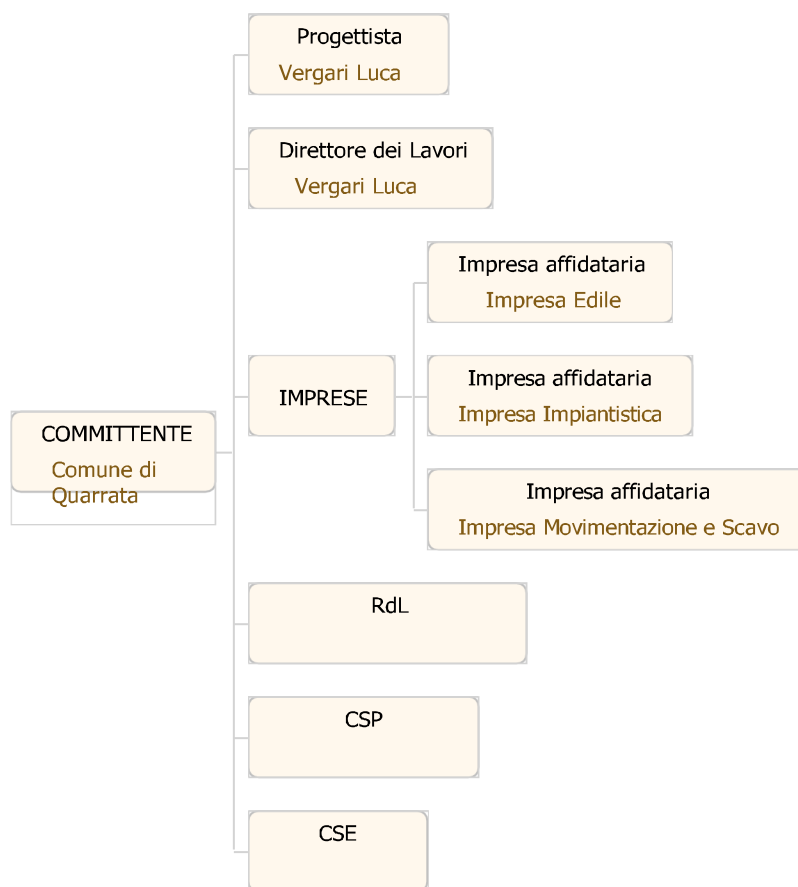 Progettista
Vergari Luca
Direttore dei Lavori
Vergari Luca
Impresa affidataria
Impresa Edile
IMPRESE
Impresa affidataria
Impresa Impiantistica
COMMITTENTE
Comune di
Quarrata
Impresa affidataria
Impresa Movimentazione e Scavo
RdL
CSP
CSE